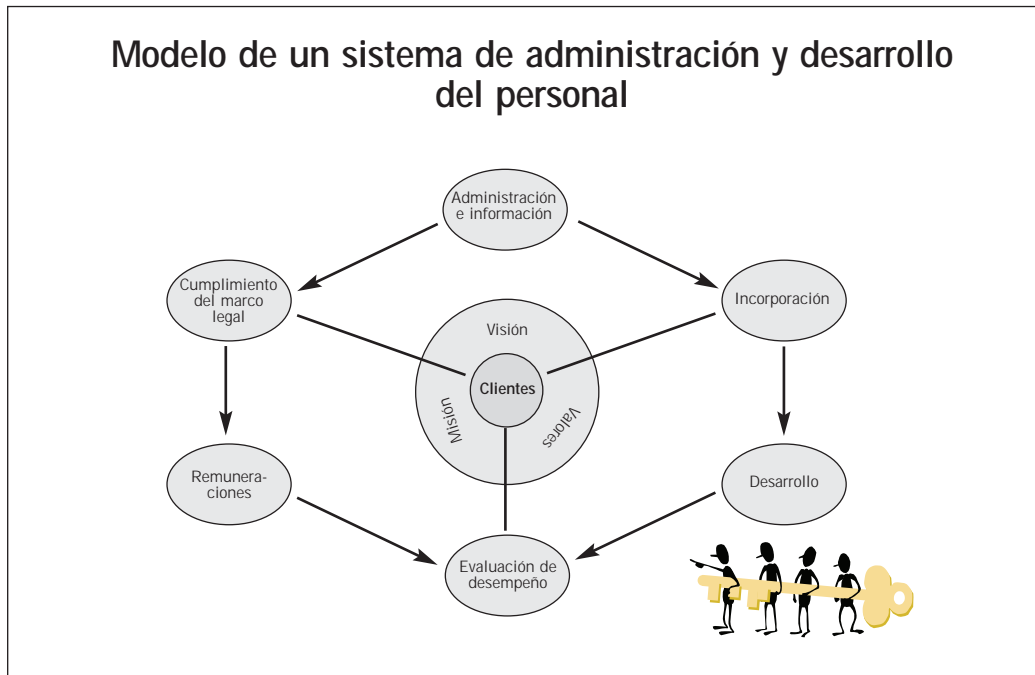 Modelo de un sistema de administración y desarrollo
del personal
Administración
e información
Cumplimiento
del marco
legal
Incorporación
Visión
Clientes
Misión
Valores
Remunera-
ciones
Desarrollo
Evaluación de
desempeño